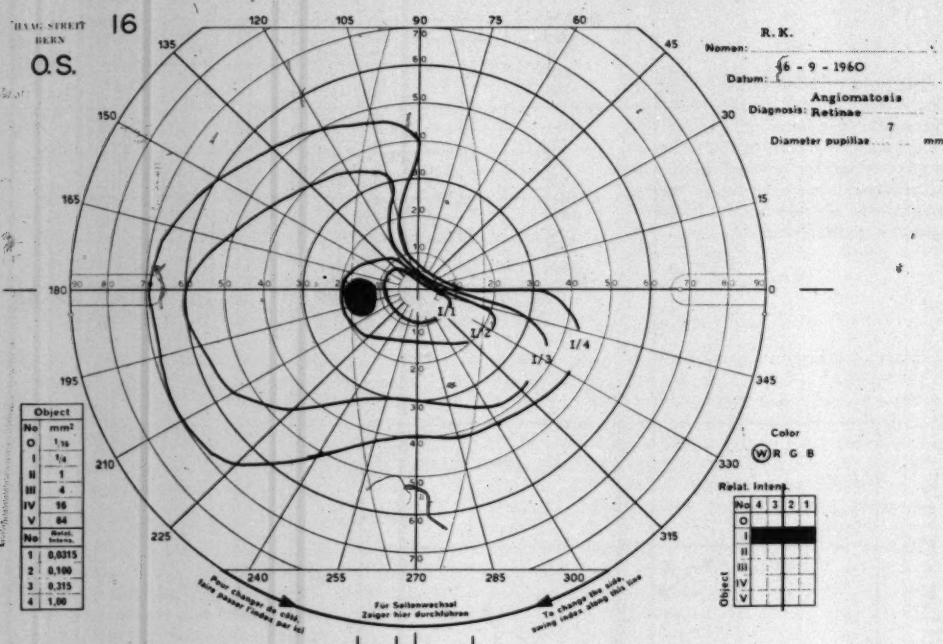 HAAG-STREIT
BERN
16
O.S.
R. K.
Nomen:
16 - 9 - 1960
Datum:
Angiomatosis
Diagnosis: Retinae
7
Diameter pupillae mm
135
120
105
90
75
60
45
150
30
165
15
180
0
195
345
210
330
225
315
240
255
270
285
300
70
60
50
40
30
20
10
90 80 70 60 50
20
40 50 60 70 80 90
10
20
30
40
50
60
70
I/1
I/2
I/3
I/4
Object
No mm²
O 1/16
I 1/4
II 1
III 4
IV 16
V 64
No Relat. Intens.
1 0,0315
2 0,100
3 0,315
4 1,00
Color
W R G B
Relat. Intens.
No 4 3 2 1
O
I
II
III
IV
V
Object
Pour changer de côté,
faire passer l'index par ici
Für Seitenwechsel
Zeiger hier durchführen
To change the side,
swing index along this line